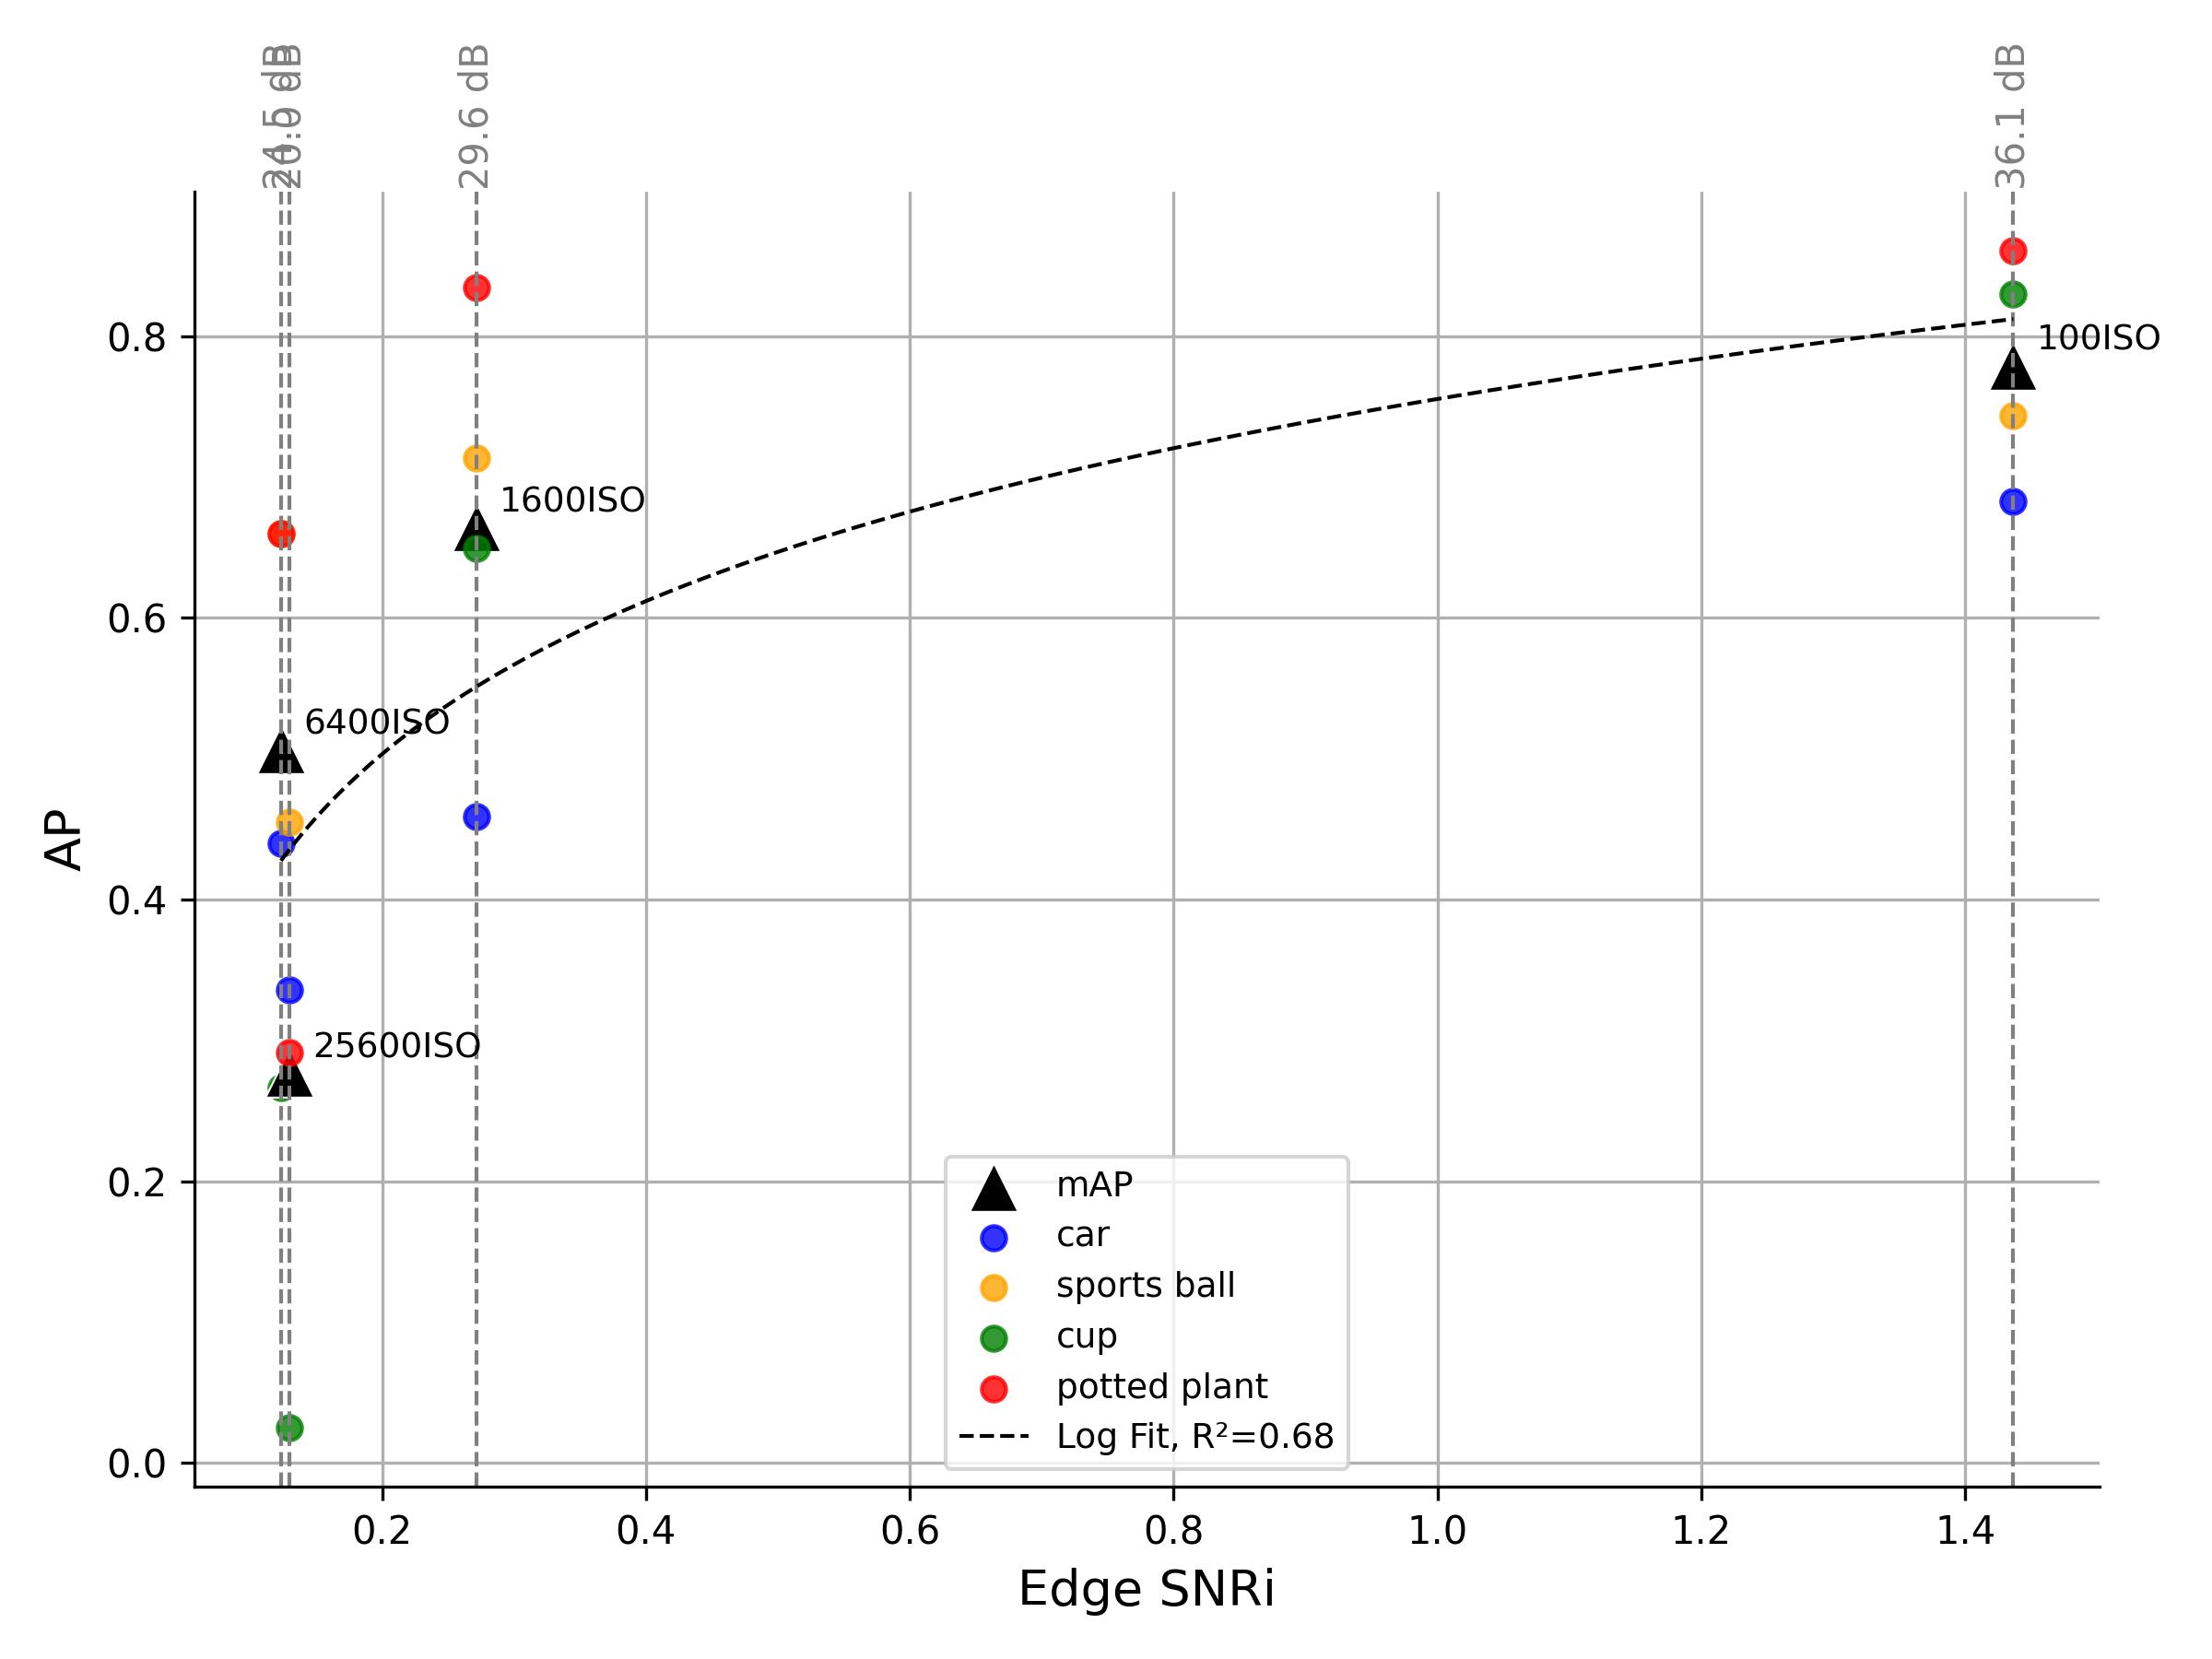 29.6 dB
36.1 dB
0.8
0.6
0.4
0.2
0.0
AP
100ISO
1600ISO
6400ISO
25600ISO
mAP
car
sports ball
cup
potted plant
Log Fit, R²=0.68
0.2
0.4
0.6
0.8
1.0
1.2
1.4
Edge SNRi